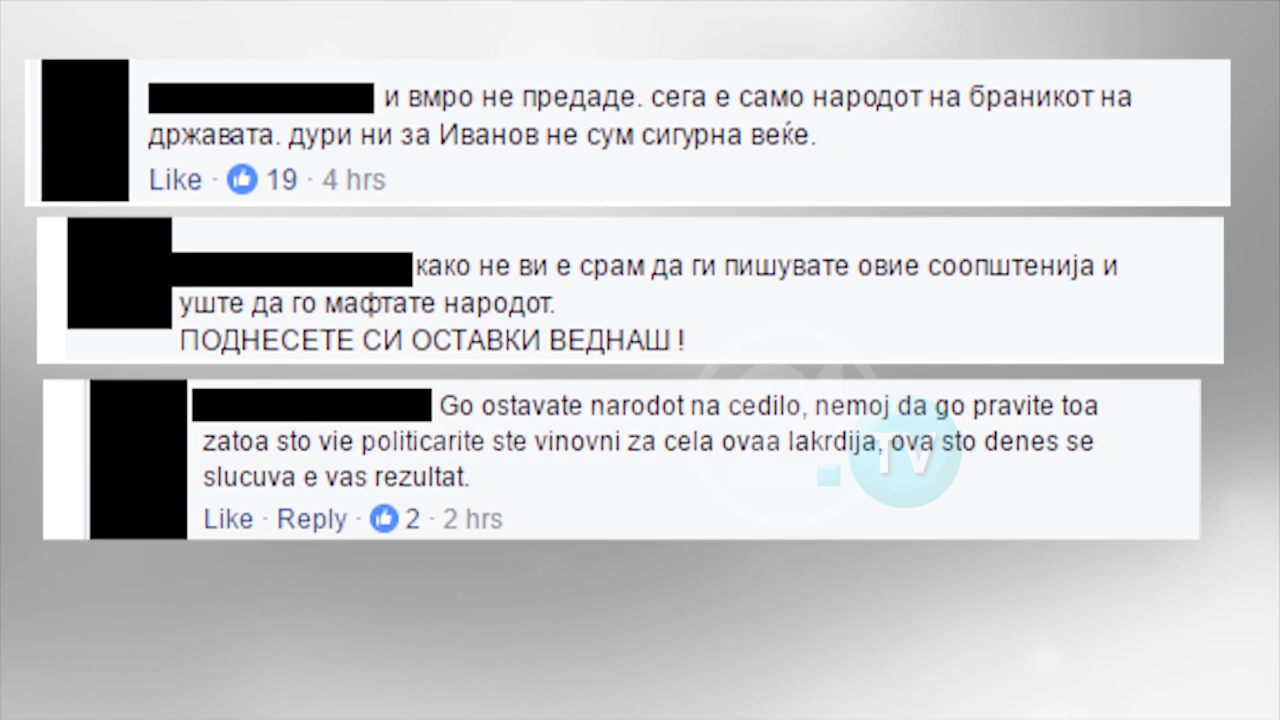 и вмро не предаде. сега е само народот на браникот на
државата. дури ни за Иванов не сум сигурна веќе.
Like · 19 · 4 hrs
како не ви е срам да ги пишувате овие соопштенија и
уште да го мафтате народот.
ПОДНЕСЕТЕ СИ ОСТАВКИ ВЕДНАШ !
Go ostavate narodot na cedilo, nemoj da go pravite toa
zatoa sto vie politicarite ste vinovni za cela ovaa lakrdija, ova sto denes se
slucuva e vas rezultat.
Like · Reply · 2 · 2 hrs
TV